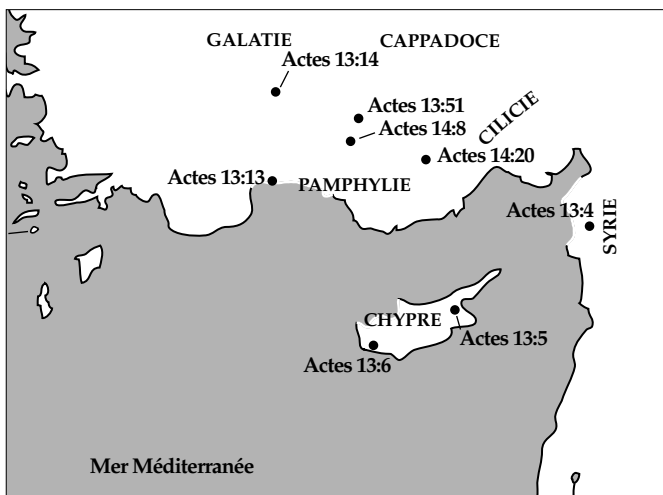 GALATIE
CAPPADOCE
Actes 13:14
Actes 13:51
Actes 14:8
CILICIE
Actes 14:20
Actes 13:13
PAMPHYLIE
Actes 13:4
SYRIE
CHYPRE
Actes 13:5
Actes 13:6
Mer Méditerranée